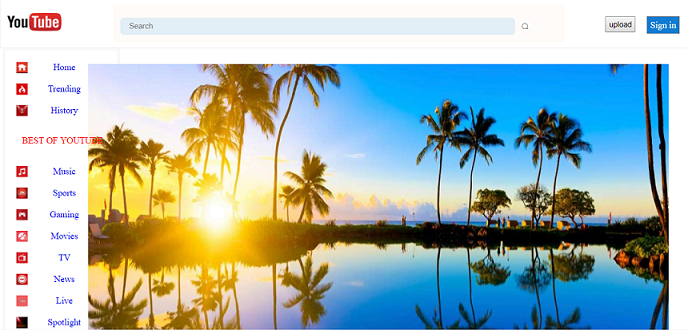 YouTube
Search
upload
Sign in
Home
Trending
History
BEST OF YOUTUBE
Music
Sports
Gaming
Movies
TV
News
Live
Spotlight